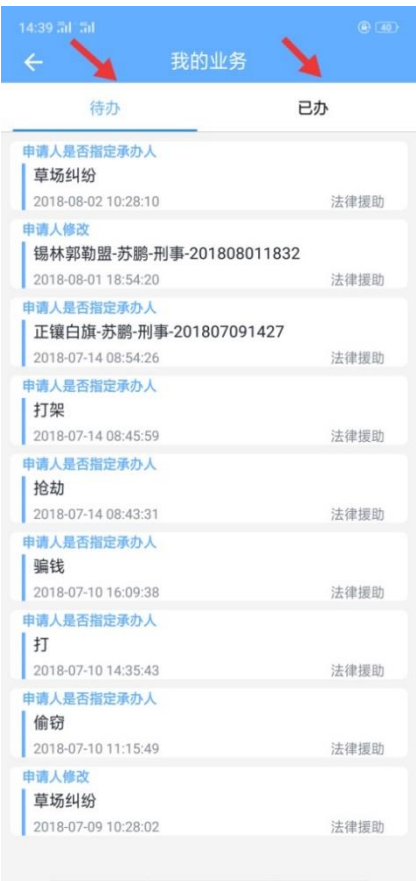 14:39
40
我的业务
待办 已办
申请人是否指定承办人
草场纠纷
2018-08-02 10:28:10 法律援助
申请人修改
锡林郭勒盟-苏鹏-刑事-201808011832
2018-08-01 18:54:20 法律援助
申请人是否指定承办人
正镶白旗-苏鹏-刑事-201807091427
2018-07-14 08:54:26 法律援助
申请人是否指定承办人
打架
2018-07-14 08:45:59 法律援助
申请人是否指定承办人
抢劫
2018-07-14 08:43:31 法律援助
申请人是否指定承办人
骗钱
2018-07-10 16:09:38 法律援助
申请人是否指定承办人
打
2018-07-10 14:35:43 法律援助
申请人是否指定承办人
偷窃
2018-07-10 11:15:49 法律援助
申请人修改
草场纠纷
2018-07-09 10:28:02 法律援助